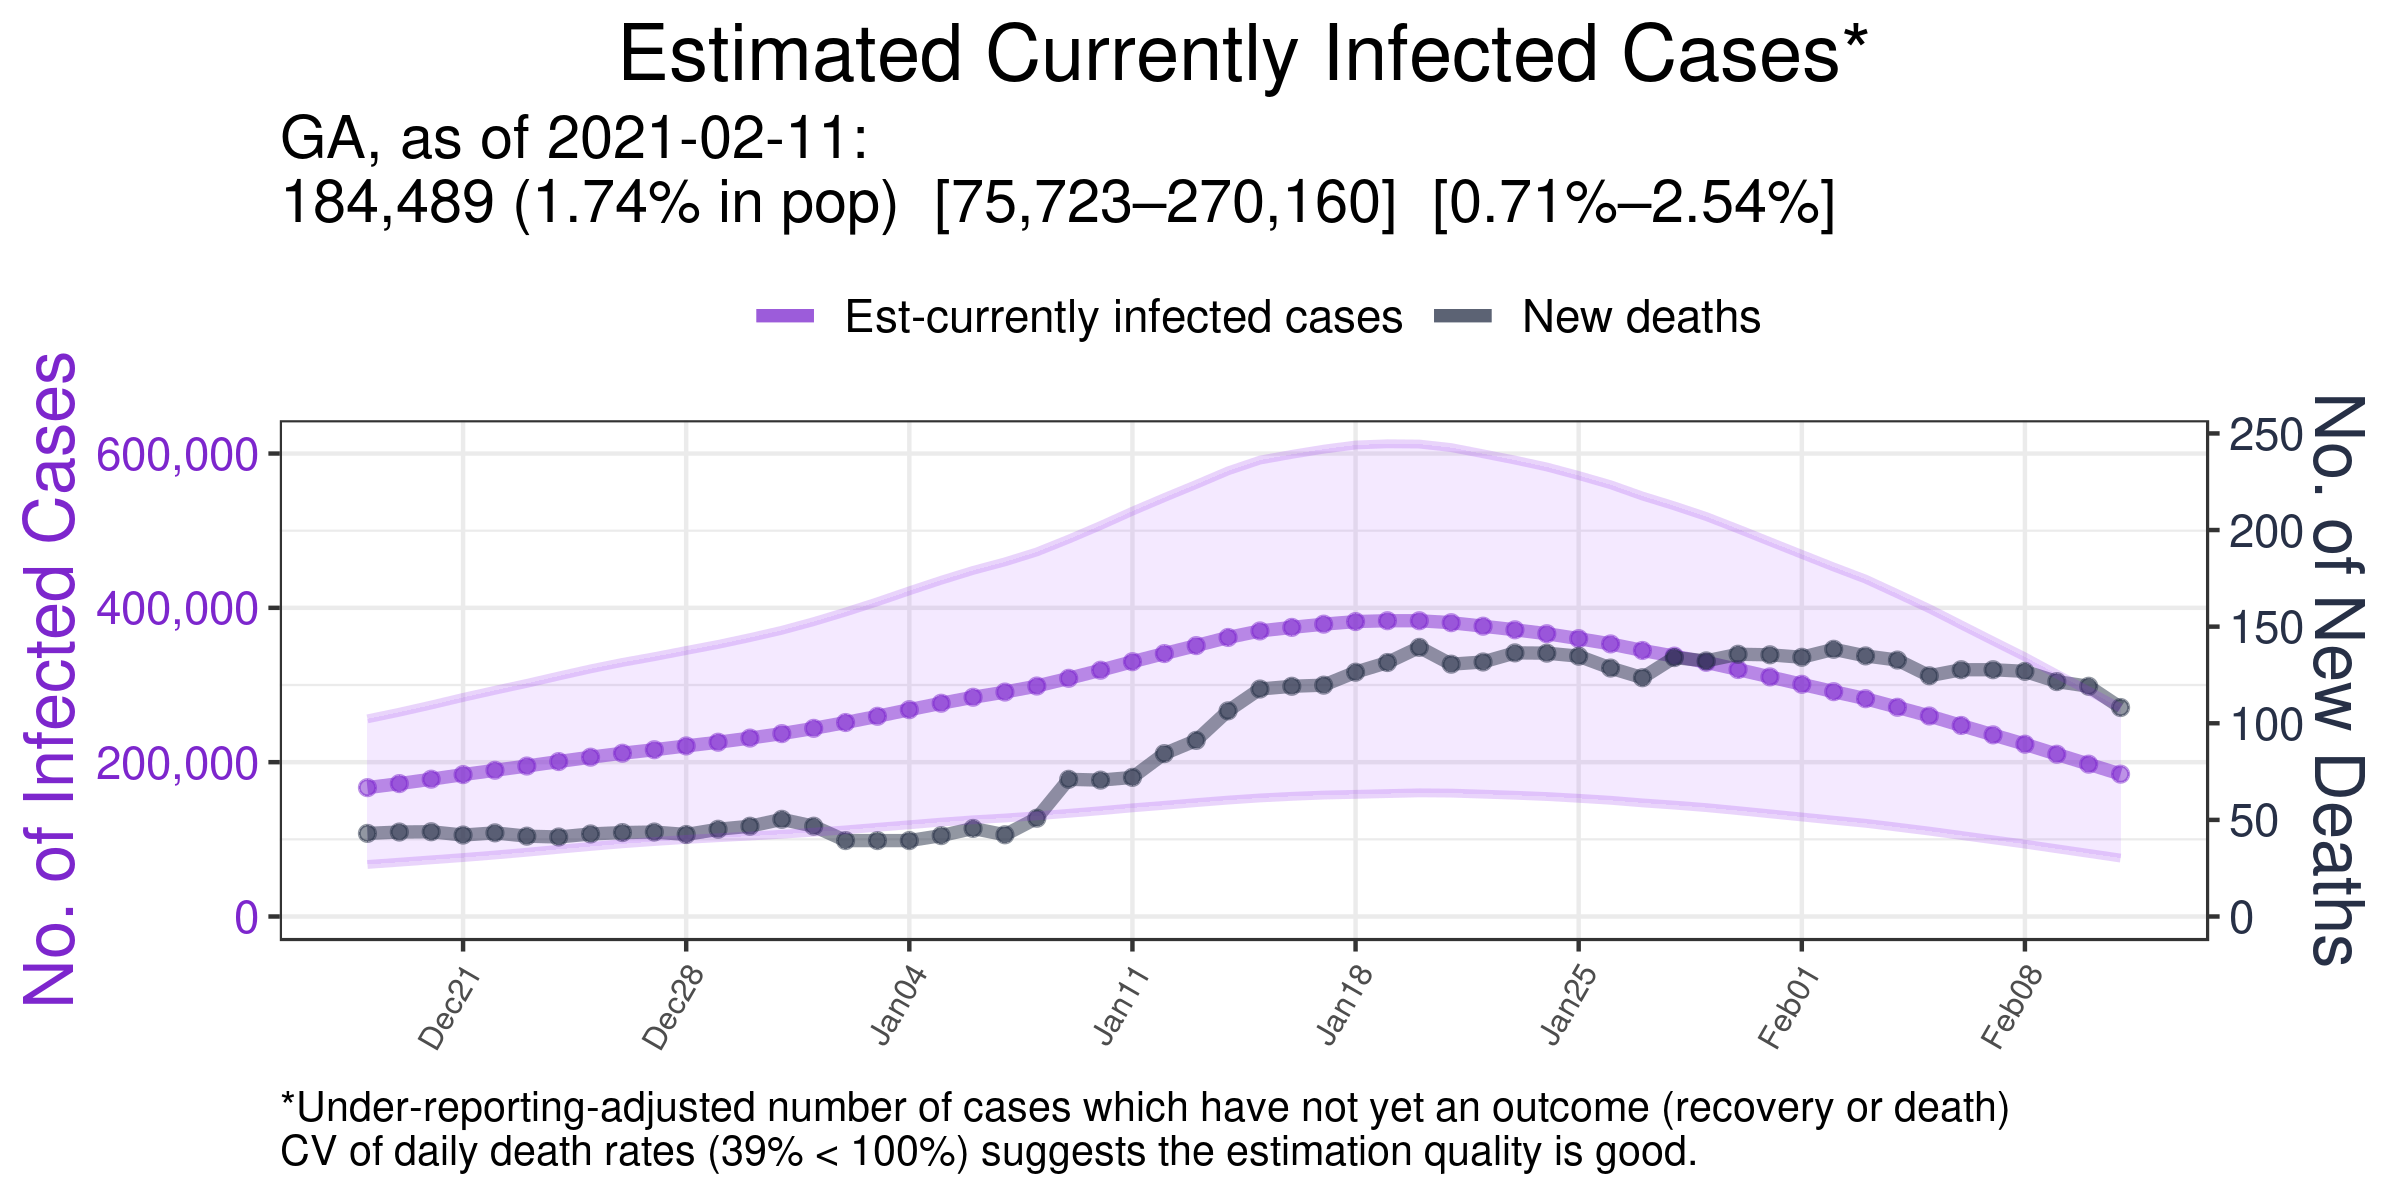 Estimated Currently Infected Cases*
GA, as of 2021-02-11:
184,489 (1.74% in pop)  [75,723–270,160]  [0.71%–2.54%]
Est-currently infected cases
New deaths
No. of Infected Cases
600,000
400,000
200,000
0
No. of New Deaths
250
200
150
100
50
0
Dec21
Dec28
Jan04
Jan11
Jan18
Jan25
Feb01
Feb08
*Under-reporting-adjusted number of cases which have not yet an outcome (recovery or death)
CV of daily death rates (39% < 100%) suggests the estimation quality is good.